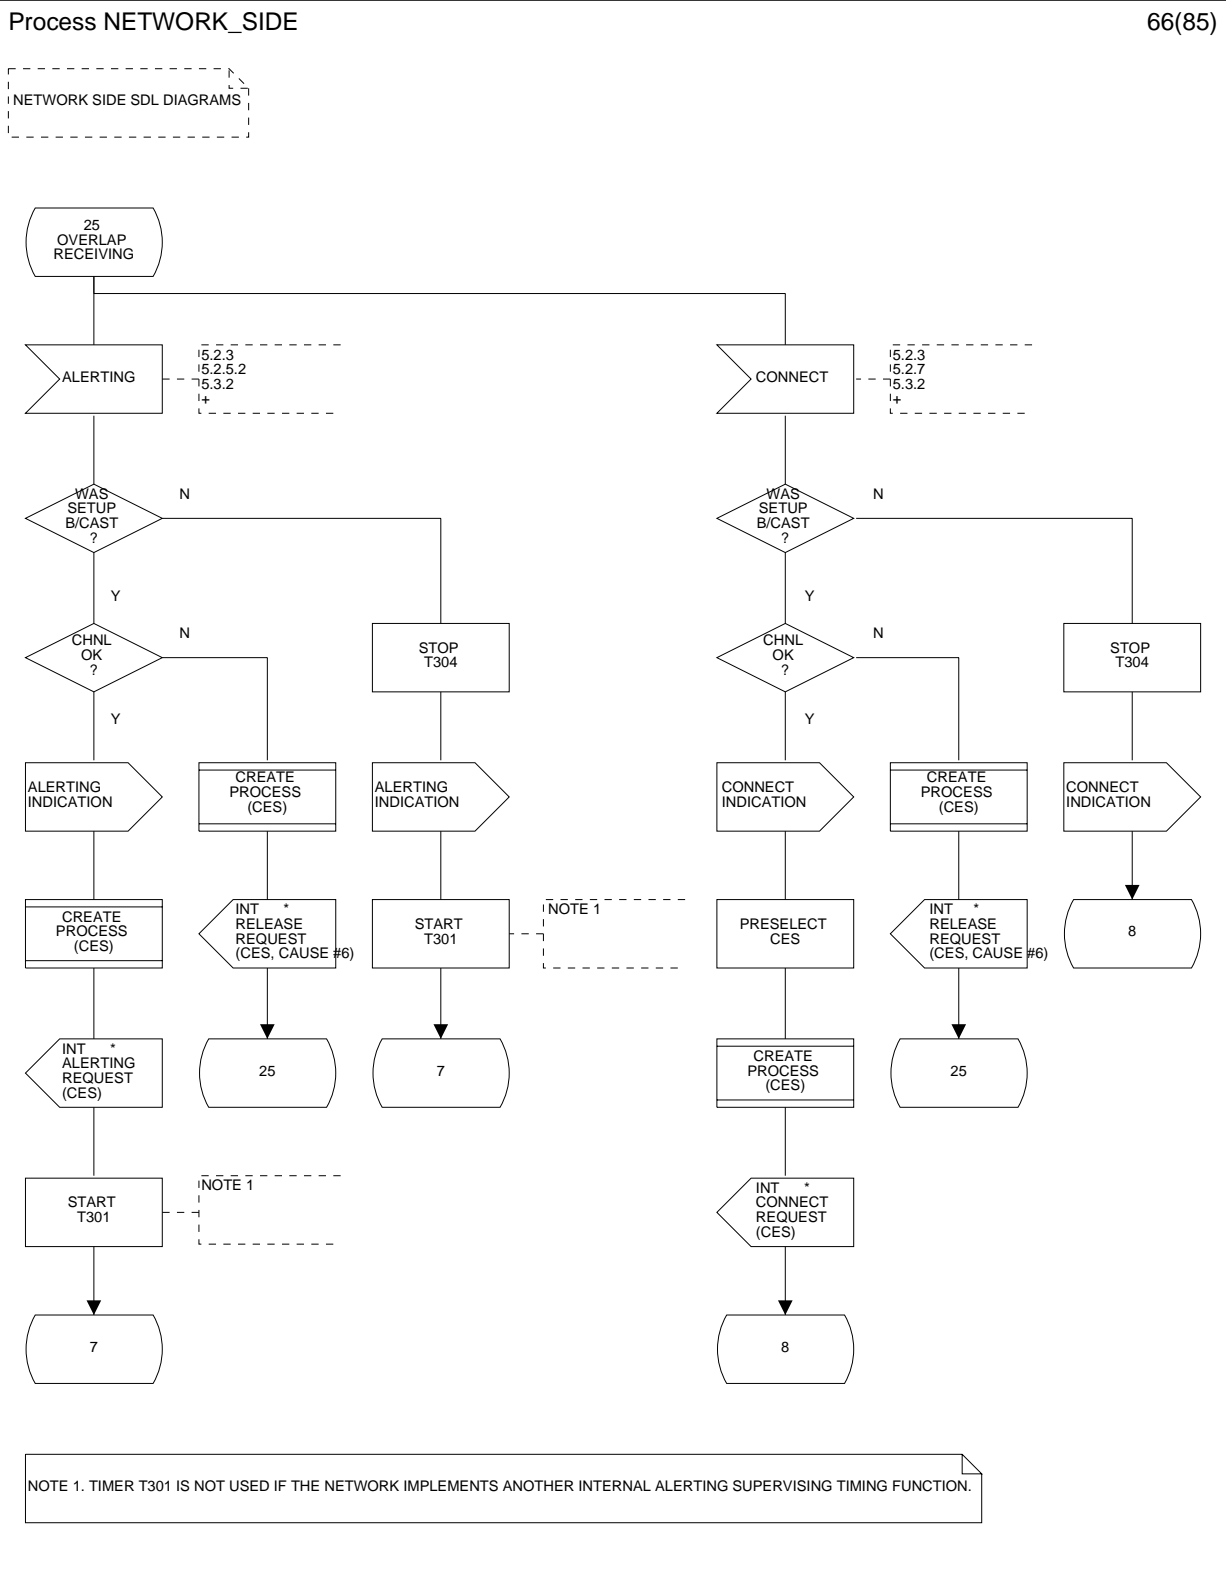 Process NETWORK_SIDE
66(85)
NETWORK SIDE SDL DIAGRAMS
25
OVERLAP
RECEIVING
ALERTING
5.2.3
5.2.5.2
5.3.2
+
CONNECT
5.2.3
5.2.7
5.3.2
+
WAS
SETUP
B/CAST
?
N
Y
WAS
SETUP
B/CAST
?
N
Y
CHNL
OK
?
N
Y
STOP
T304
CHNL
OK
?
N
Y
STOP
T304
ALERTING
INDICATION
CREATE
PROCESS
(CES)
ALERTING
INDICATION
CONNECT
INDICATION
CREATE
PROCESS
(CES)
CONNECT
INDICATION
CREATE
PROCESS
(CES)
INT *
RELEASE
REQUEST
(CES, CAUSE #6)
START
T301
NOTE 1
PRESELECT
CES
INT *
RELEASE
REQUEST
(CES, CAUSE #6)
8
INT *
ALERTING
REQUEST
(CES)
25
7
CREATE
PROCESS
(CES)
25
START
T301
NOTE 1
INT *
CONNECT
REQUEST
(CES)
7
8
NOTE 1. TIMER T301 IS NOT USED IF THE NETWORK IMPLEMENTS ANOTHER INTERNAL ALERTING SUPERVISING TIMING FUNCTION.